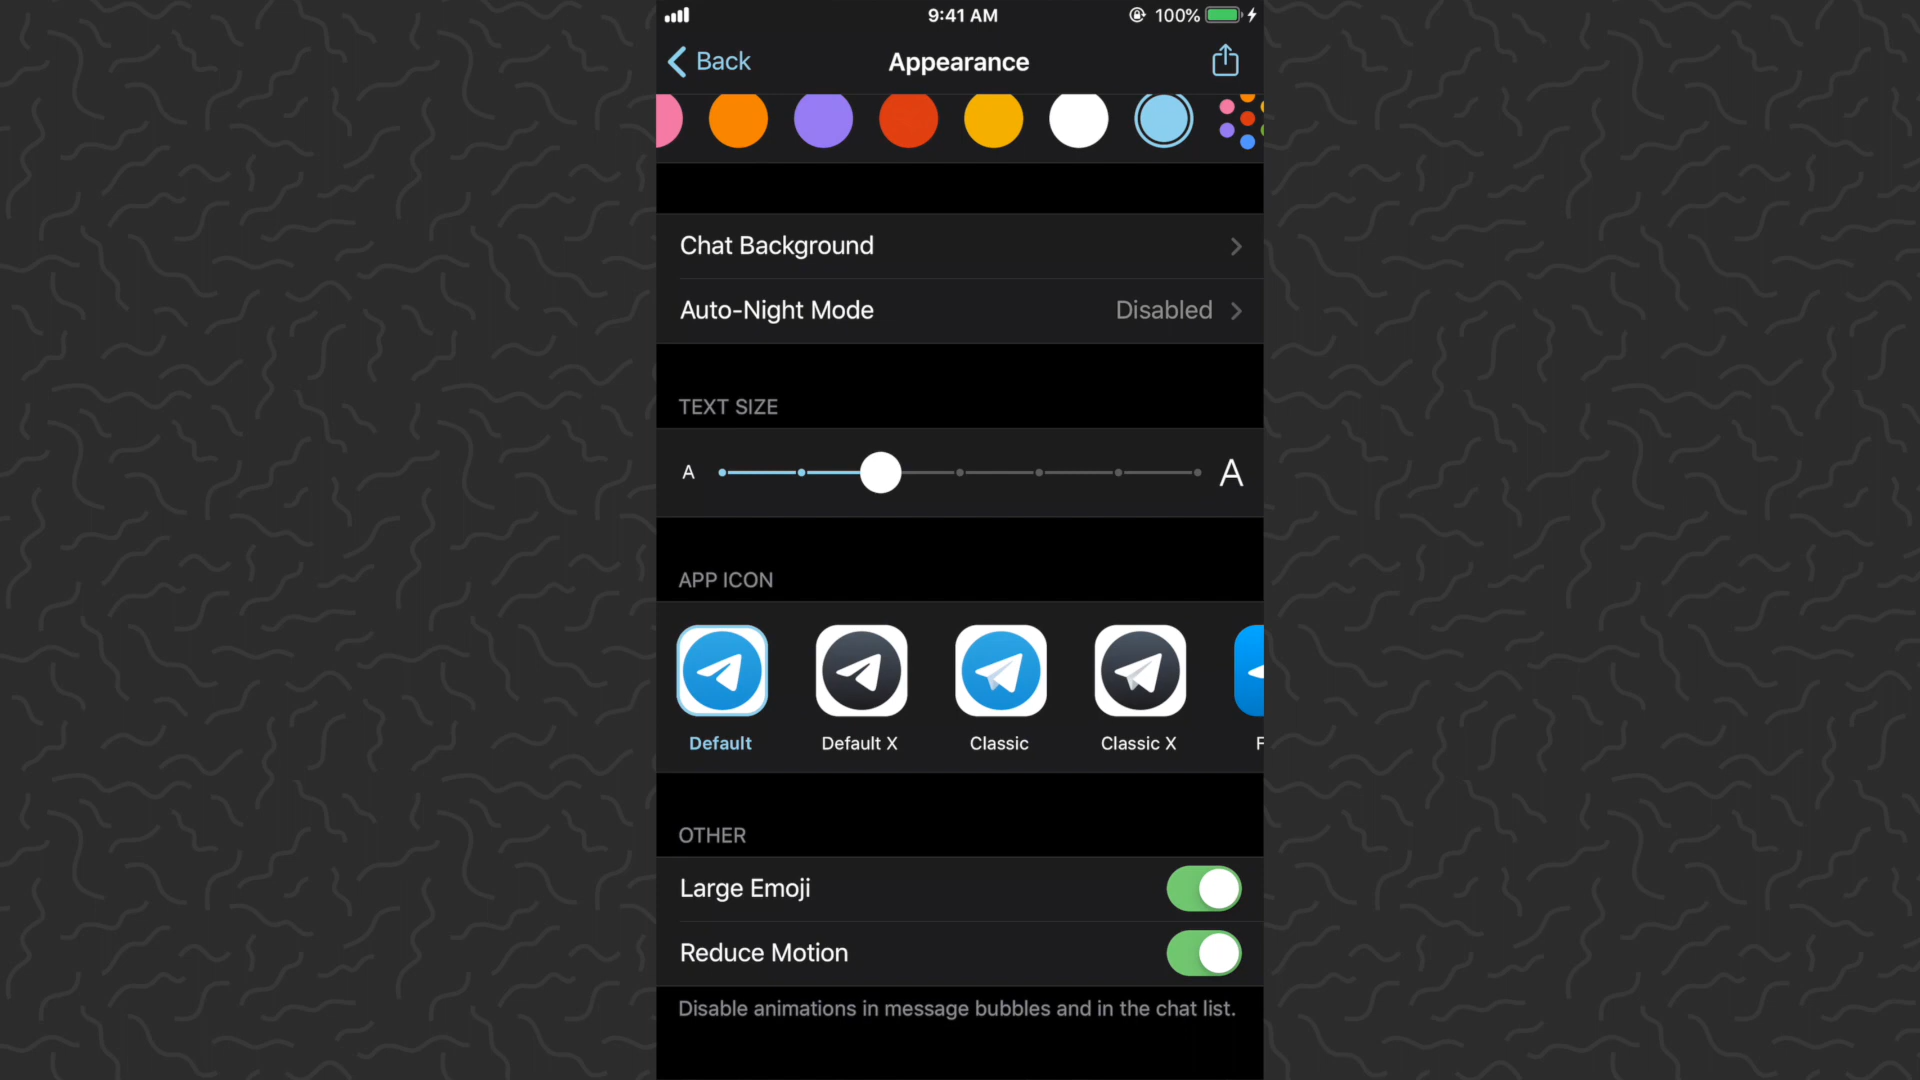 9:41 AM
100%
Back
Appearance
Chat Background
Auto-Night Mode
Disabled
TEXT SIZE
A
A
APP ICON
Default
Default X
Classic
Classic X
OTHER
Large Emoji
Reduce Motion
Disable animations in message bubbles and in the chat list.